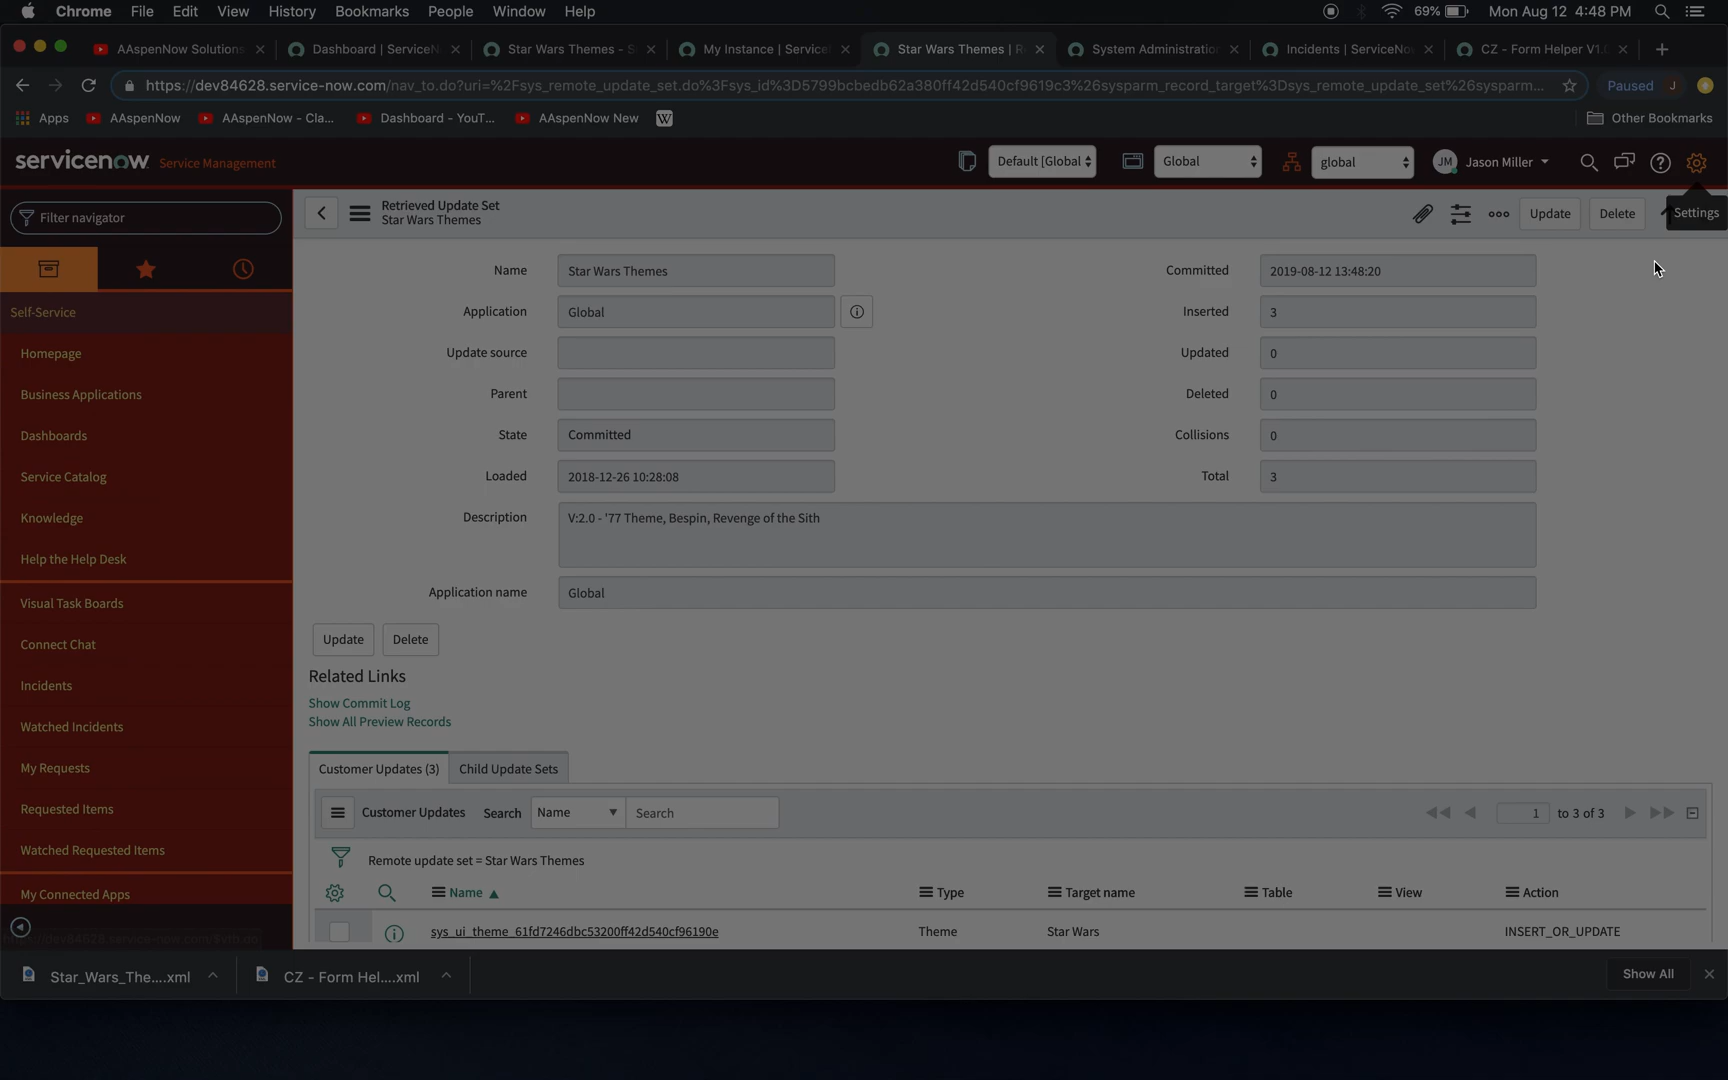 Chrome File Edit View History Bookmarks People Window Help 69% Mon Aug 12 4:48 PM
AAspenNow Solutions Dashboard | ServiceN Star Wars Themes - S My Instance | Service Star Wars Themes | R System Administratio Incidents | ServiceNo CZ - Form Helper V1.
https://dev84628.service-now.com/nav_to.do?uri=%2Fsys_remote_update_set.do%3Fsys_id%3D5799bcbedb62a380ff42d540cf9619c3%26sysparm_record_target%3Dsys_remote_update_set%26sysparm... Paused J
Apps AAspenNow AAspenNow - Cla... Dashboard - YouT... AAspenNow New W Other Bookmarks
servicenow Service Management Default [Global Global global JM Jason Miller
Filter navigator
Retrieved Update Set
Star Wars Themes
Update Delete Settings
Self-Service
Homepage
Business Applications
Dashboards
Service Catalog
Knowledge
Help the Help Desk
Visual Task Boards
Connect Chat
Incidents
Watched Incidents
My Requests
Requested Items
Watched Requested Items
My Connected Apps
Name Star Wars Themes
Application Global
Update source
Parent
State Committed
Loaded 2018-12-26 10:28:08
Committed 2019-08-12 13:48:20
Inserted 3
Updated 0
Deleted 0
Collisions 0
Total 3
Description V:2.0 - '77 Theme, Bespin, Revenge of the Sith
Application name Global
Update Delete
Related Links
Show Commit Log
Show All Preview Records
Customer Updates (3) Child Update Sets
Customer Updates Search Name Search 1 to 3 of 3
Remote update set = Star Wars Themes
Name Type Target name Table View Action
sys_ui_theme_61fd7246dbc53200ff42d540cf96190e Theme Star Wars INSERT_OR_UPDATE
Star_Wars_The....xml CZ - Form Hel....xml Show All